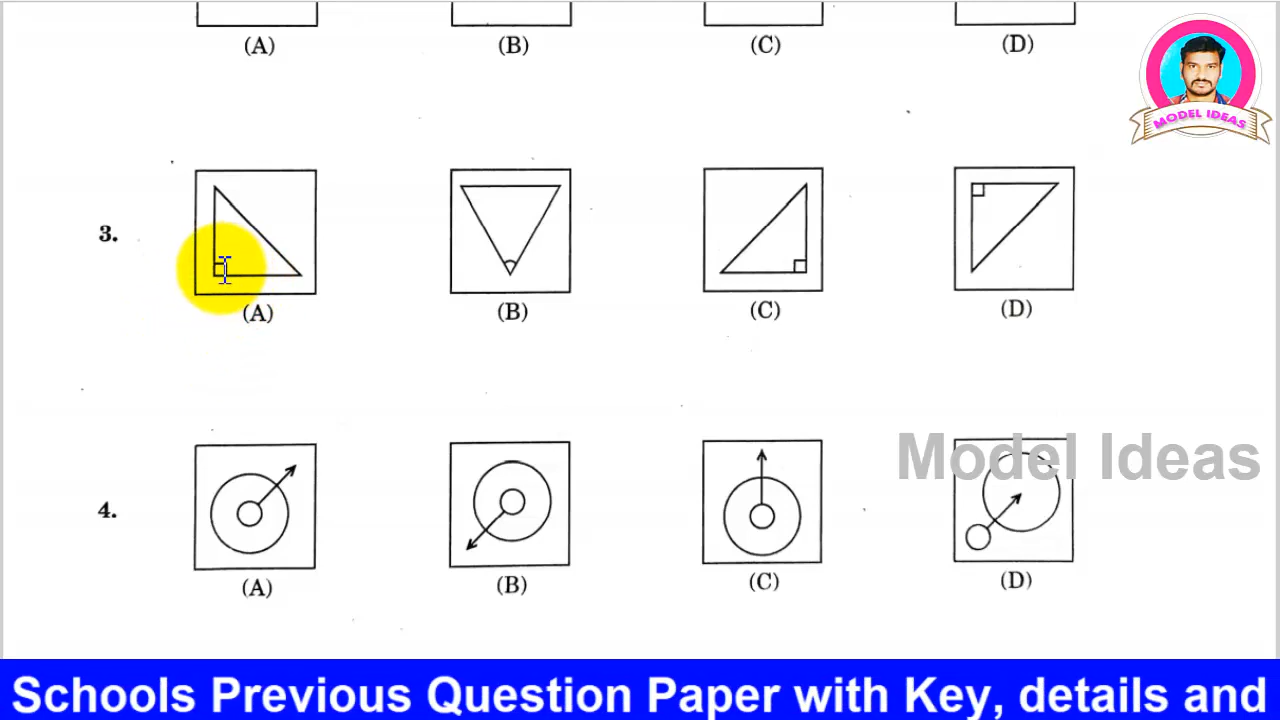 (A) (B) (C) (D)
MODEL IDEAS
3.
(A) (B) (C) (D)
Model Ideas
4.
(A) (B) (C) (D)
Schools Previous Question Paper with Key, details and